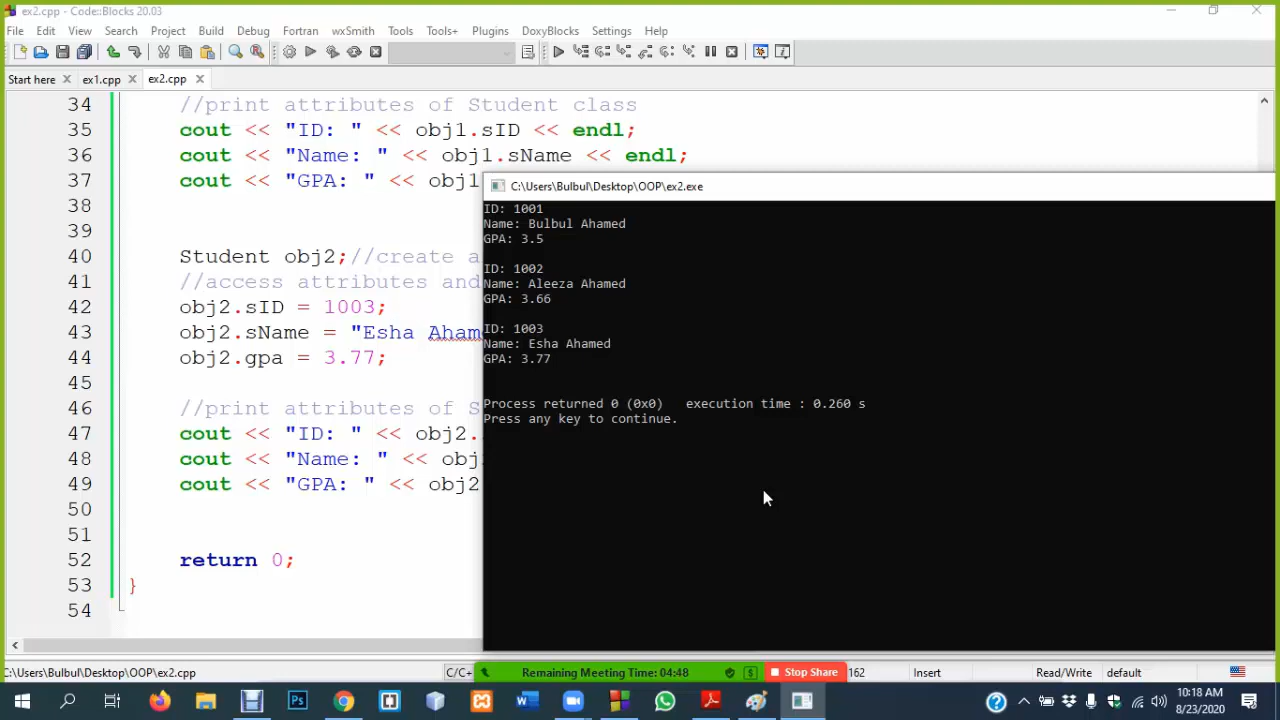 ex2.cpp - Code::Blocks 20.03
File Edit View Search Project Build Debug Fortran wxSmith Tools Tools+ Plugins DoxyBlocks Settings Help
Start here ex1.cpp ex2.cpp
34 //print attributes of Student class
35 cout << "ID: " << obj1.sID << endl;
36 cout << "Name: " << obj1.sName << endl;
37 cout << "GPA: " << obj1
38
39
40 Student obj2;//create a
41 //access attributes and
42 obj2.sID = 1003;
43 obj2.sName = "Esha Aham
44 obj2.gpa = 3.77;
45
46 //print attributes of S
47 cout << "ID: " << obj2.
48 cout << "Name: " << obj
49 cout << "GPA: " << obj2
50
51
52 return 0;
53 }
54
C:\Users\Bulbul\Desktop\OOP\ex2.exe
ID: 1001
Name: Bulbul Ahamed
GPA: 3.5
ID: 1002
Name: Aleeza Ahamed
GPA: 3.66
ID: 1003
Name: Esha Ahamed
GPA: 3.77
Process returned 0 (0x0) execution time : 0.260 s
Press any key to continue.
C:\Users\Bulbul\Desktop\OOP\ex2.cpp C/C+ Remaining Meeting Time: 04:48 Stop Share 162 Insert Read/Write default
10:18 AM
8/23/2020